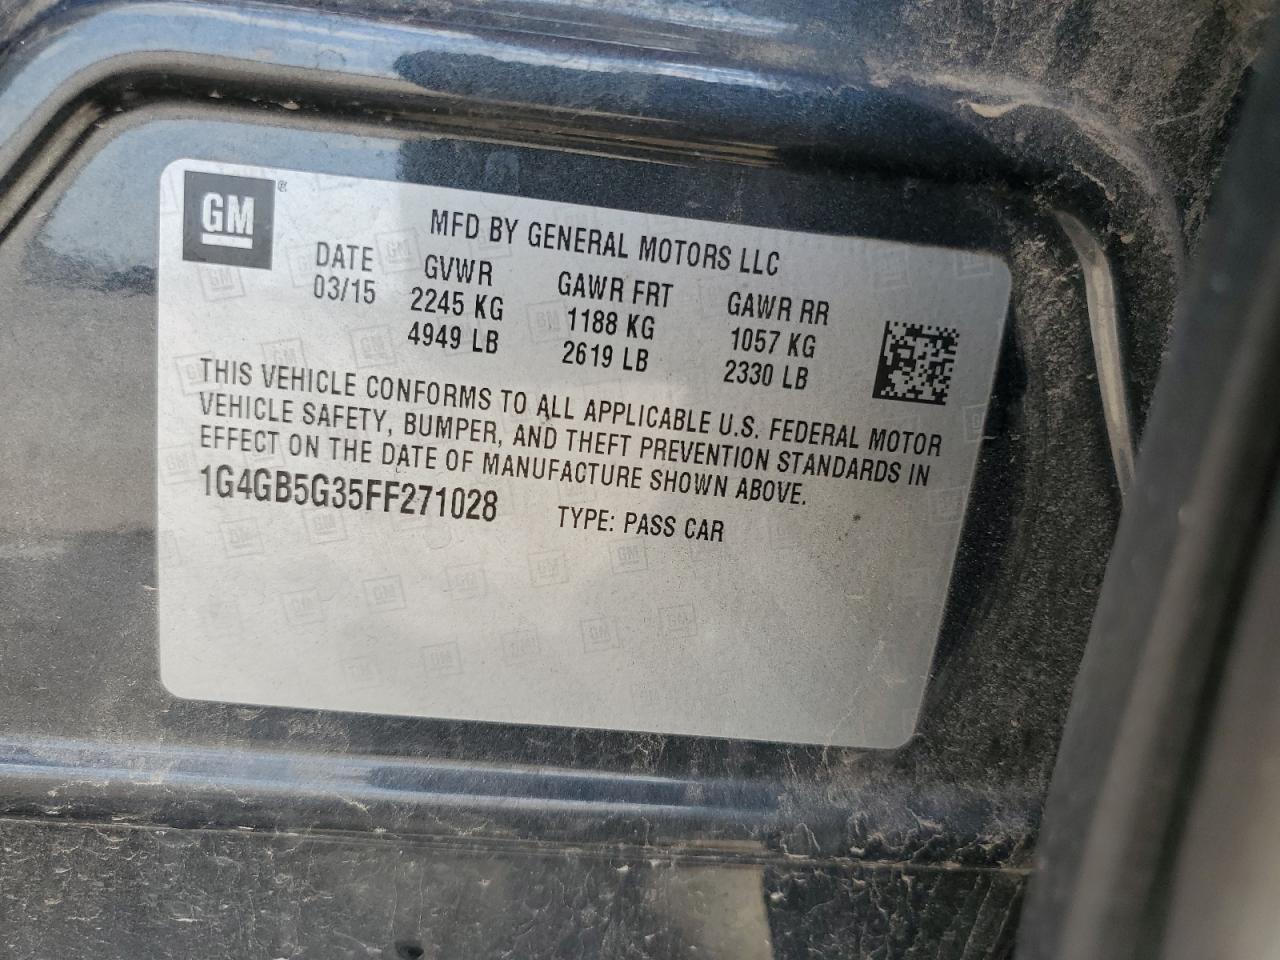 GM ®
MFD BY GENERAL MOTORS LLC
DATE GVWR GAWR FRT GAWR RR
03/15 2245 KG 1188 KG 1057 KG
4949 LB 2619 LB 2330 LB
THIS VEHICLE CONFORMS TO ALL APPLICABLE U.S. FEDERAL MOTOR
VEHICLE SAFETY, BUMPER, AND THEFT PREVENTION STANDARDS IN
EFFECT ON THE DATE OF MANUFACTURE SHOWN ABOVE.
1G4GB5G35FF271028 TYPE: PASS CAR